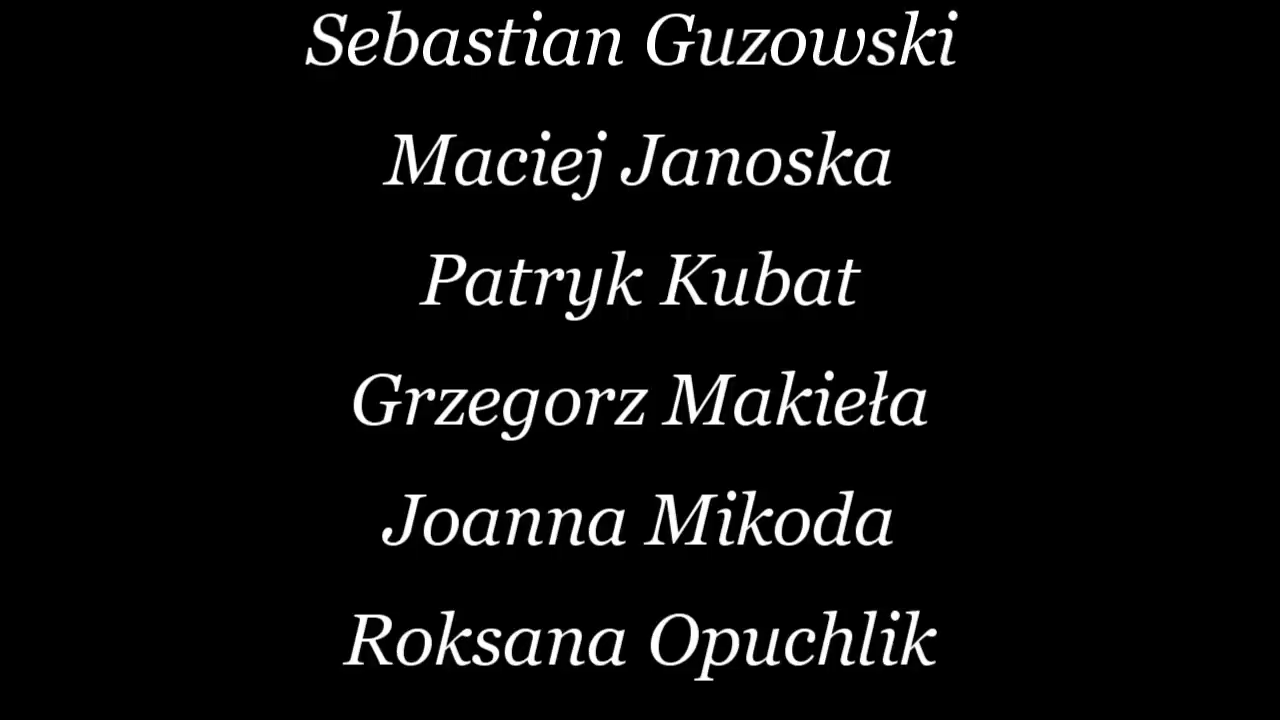 Sebastian Guzowski
Maciej Janoska
Patryk Kubat
Grzegorz Makieła
Joanna Mikoda
Roksana Opuchlik